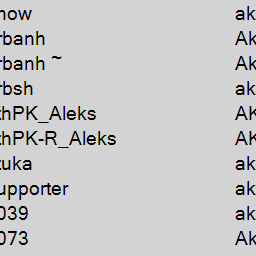 now ak
rbanh Ak
rbanh ~ Ak
rbsh ak
thPK_Aleks AK
thPK-R_Aleks AK
zuka ak
upporter ak
039 ak
073 Ak